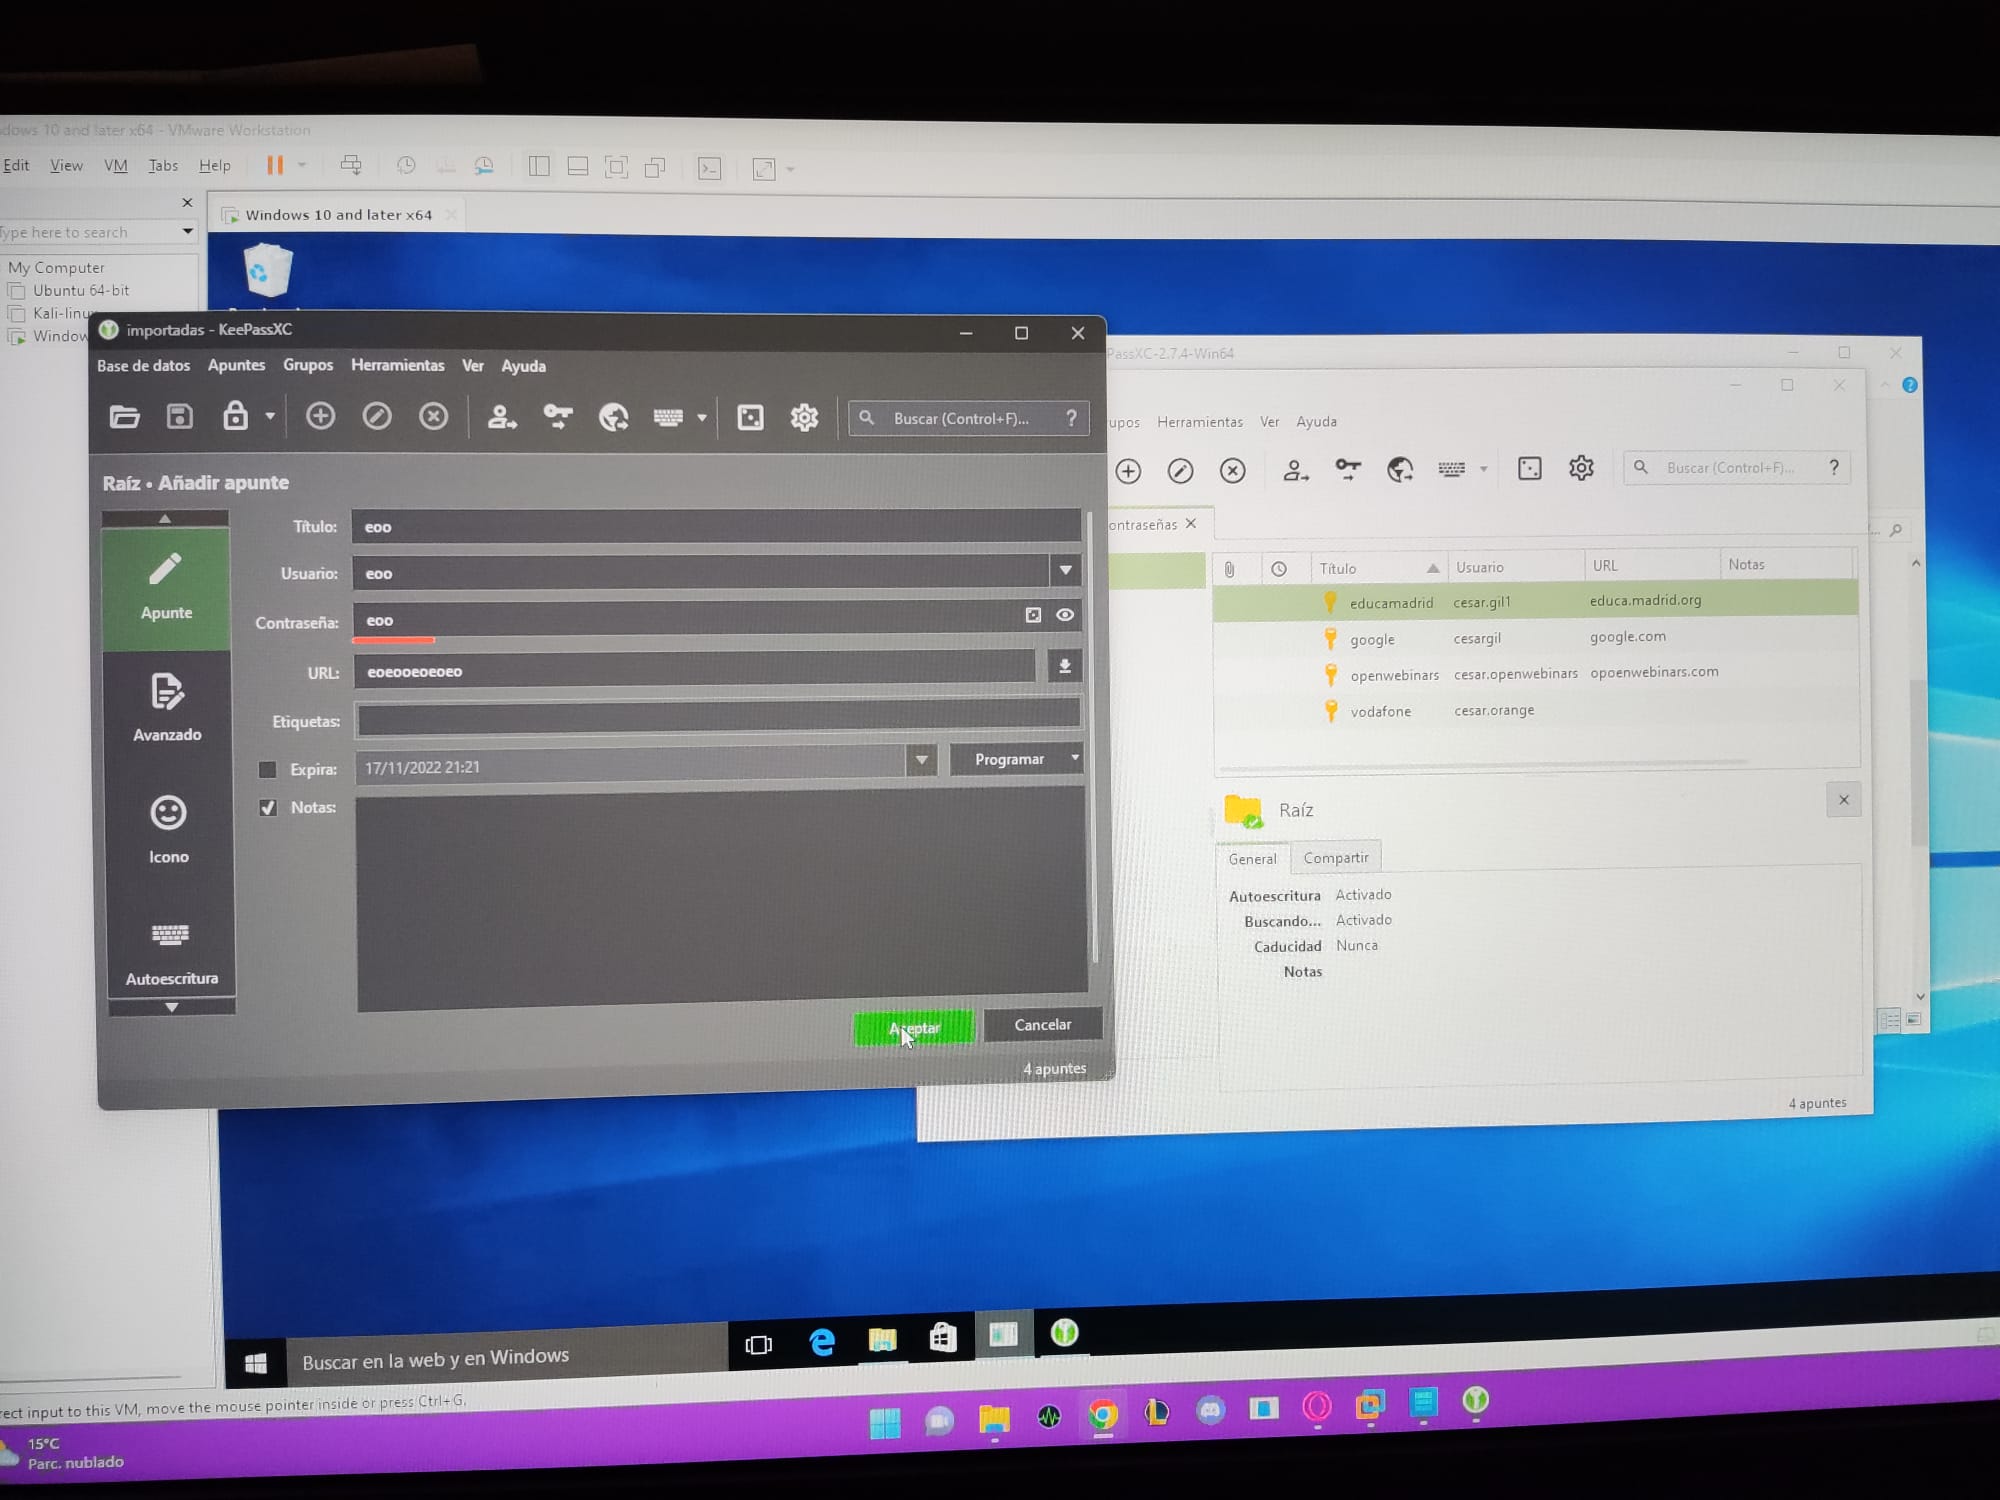 dows 10 and later x64 - VMware Workstation
Edit View VM Tabs Help
Windows 10 and later x64
Type here to search
My Computer
Ubuntu 64-bit
Kali-linu
Window
importadas - KeePassXC
Base de datos Apuntes Grupos Herramientas Ver Ayuda
Buscar (Control+F)... ?
Raíz • Añadir apunte
Apunte
Avanzado
Icono
Autoescritura
Título: eoo
Usuario: eoo
Contraseña: eoo
URL: eoeooeoeoeo
Etiquetas:
Expira: 17/11/2022 21:21 Programar
Notas:
Aceptar Cancelar
4 apuntes
PassXC-2.7.4-Win64
upos Herramientas Ver Ayuda
Buscar (Control+F)... ?
ontraseñas
Título Usuario URL Notas
educamadrid cesar.gil1 educa.madrid.org
google cesargil google.com
openwebinars cesar.openwebinars opoenwebinars.com
vodafone cesar.orange
Raíz
General Compartir
Autoescritura Activado
Buscando... Activado
Caducidad Nunca
Notas
4 apuntes
Buscar en la web y en Windows
rect input to this VM, move the mouse pointer inside or press Ctrl+G.
15°C
Parc. nublado